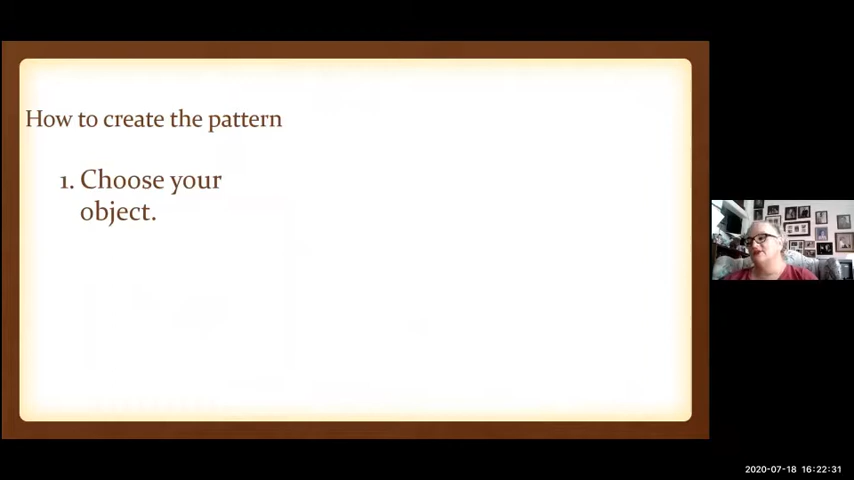 How to create the pattern
1. Choose your
object.
2020-07-18 16:22:31